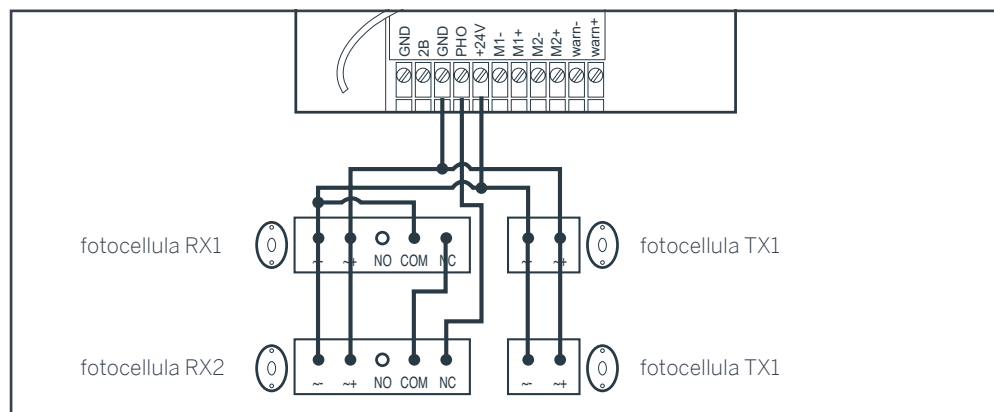 GND 2B GND PHO +24V M1- M1+ M2- M2+ warn- warn+
fotocellula RX1
~- ~+ NO COM NC
~- ~+
fotocellula TX1
fotocellula RX2
~- ~+ NO COM NC
~- ~+
fotocellula TX1